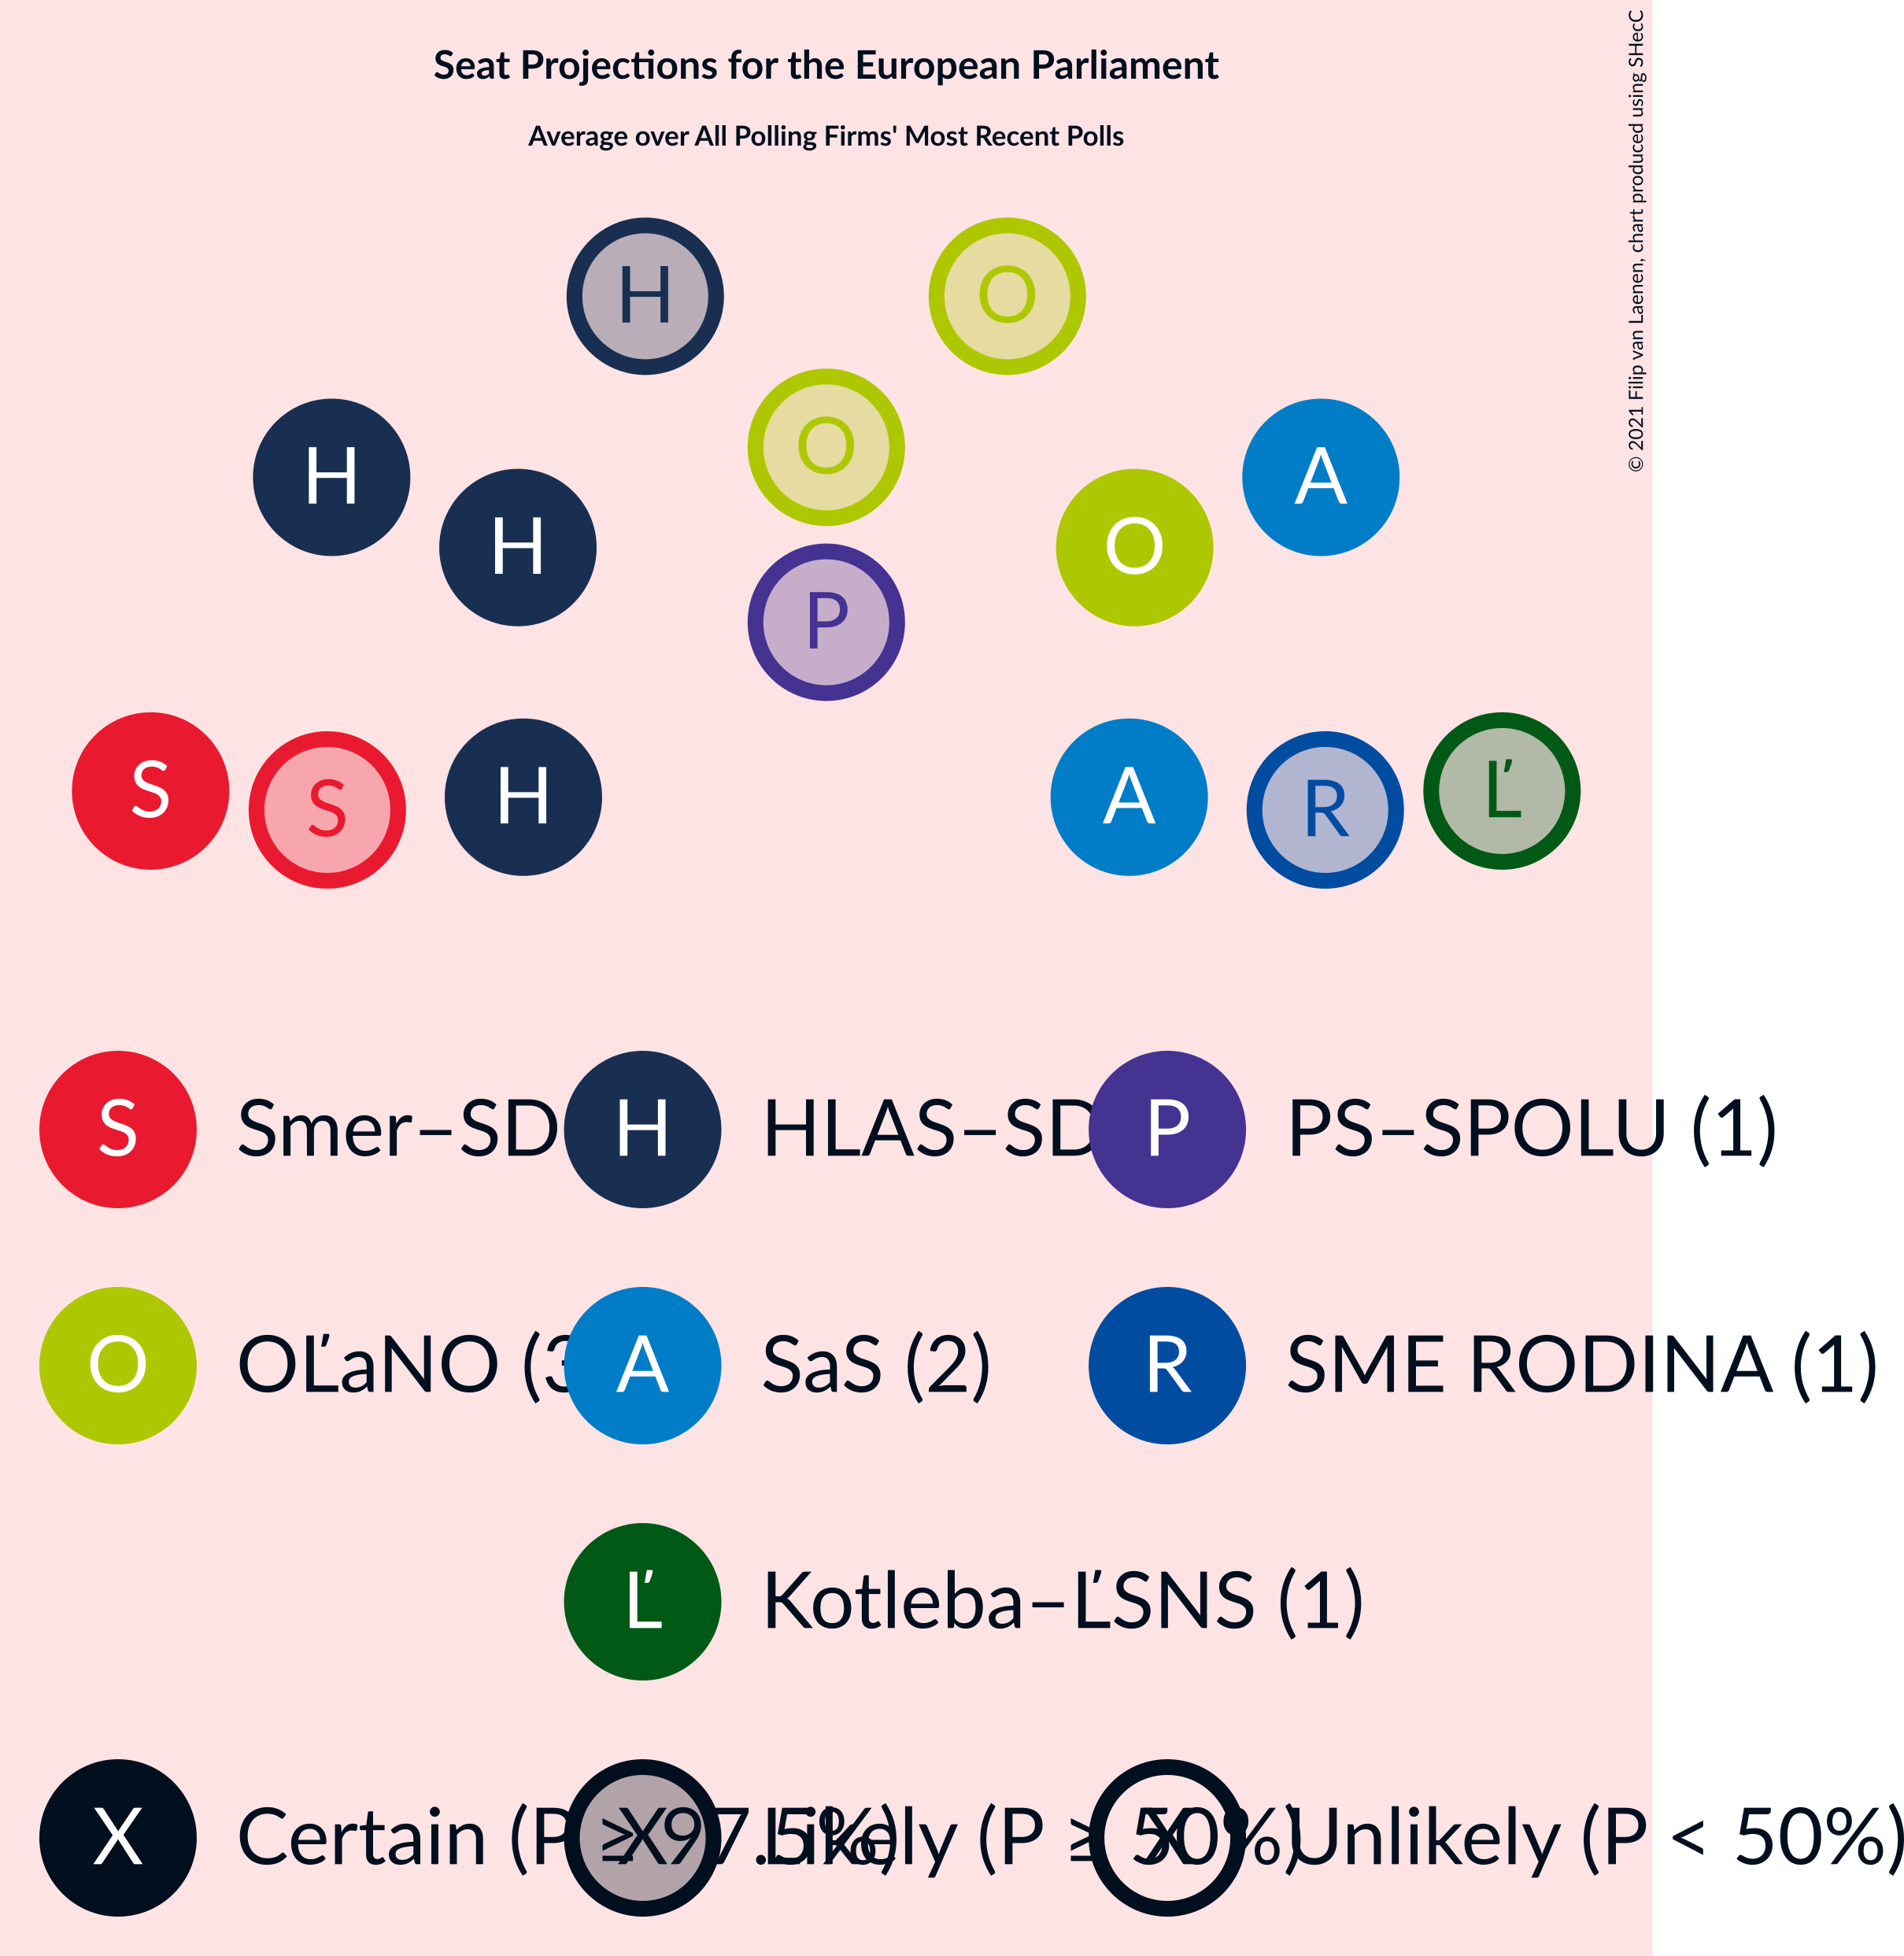 Seat Projections for the European Parliament
Average over All Polling Firms' Most Recent Polls
© 2021 Filip van Laenen, chart produced using SHecC
H O
O
H A
H O
P
S L'
S H A R
S Smer–SD H HLAS–SD P PS–SPOLU (1)
O OĽaNO (3 A SaS (2) R SME RODINA (1)
Ľ Kotleba–ĽSNS (1)
X Certain (P ≥ 97.5%) X Likely (P ≥ 50%) X Unlikely (P < 50%)